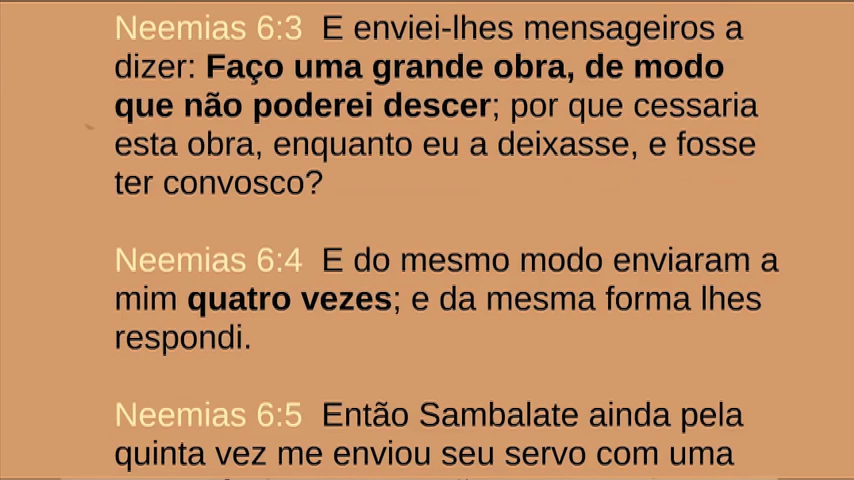 Neemias 6:3 E enviei-lhes mensageiros a
dizer: Faço uma grande obra, de modo
que não poderei descer; por que cessaria
esta obra, enquanto eu a deixasse, e fosse
ter convosco?
Neemias 6:4 E do mesmo modo enviaram a
mim quatro vezes; e da mesma forma lhes
respondi.
Neemias 6:5 Então Sambalate ainda pela
quinta vez me enviou seu servo com uma